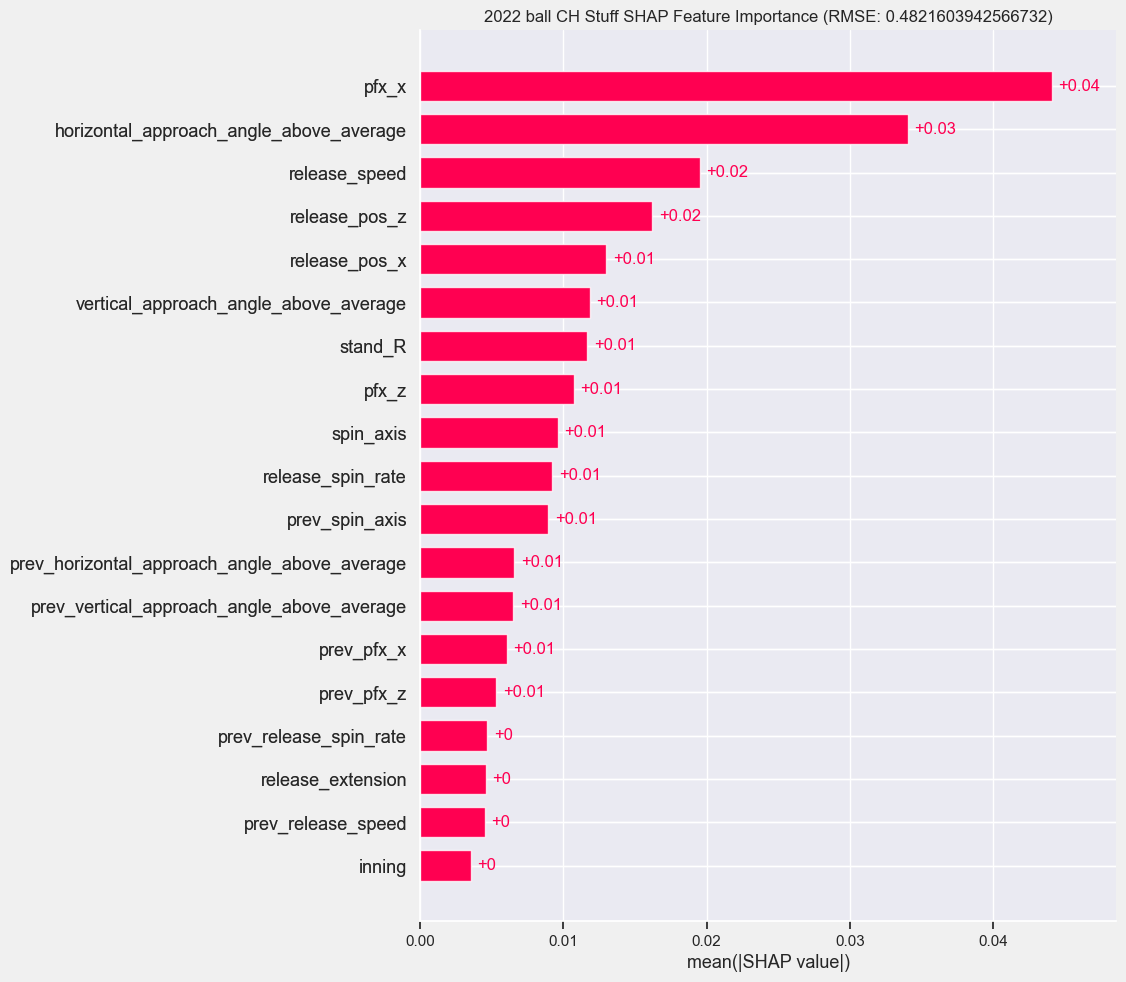 2022 ball CH Stuff SHAP Feature Importance (RMSE: 0.4821603942566732)
pfx_x +0.04
horizontal_approach_angle_above_average +0.03
release_speed +0.02
release_pos_z +0.02
release_pos_x +0.01
vertical_approach_angle_above_average +0.01
stand_R +0.01
pfx_z +0.01
spin_axis +0.01
release_spin_rate +0.01
prev_spin_axis +0.01
prev_horizontal_approach_angle_above_average +0.01
prev_vertical_approach_angle_above_average +0.01
prev_pfx_x +0.01
prev_pfx_z +0.01
prev_release_spin_rate +0
release_extension +0
prev_release_speed +0
inning +0
0.00 0.01 0.02 0.03 0.04
mean(|SHAP value|)